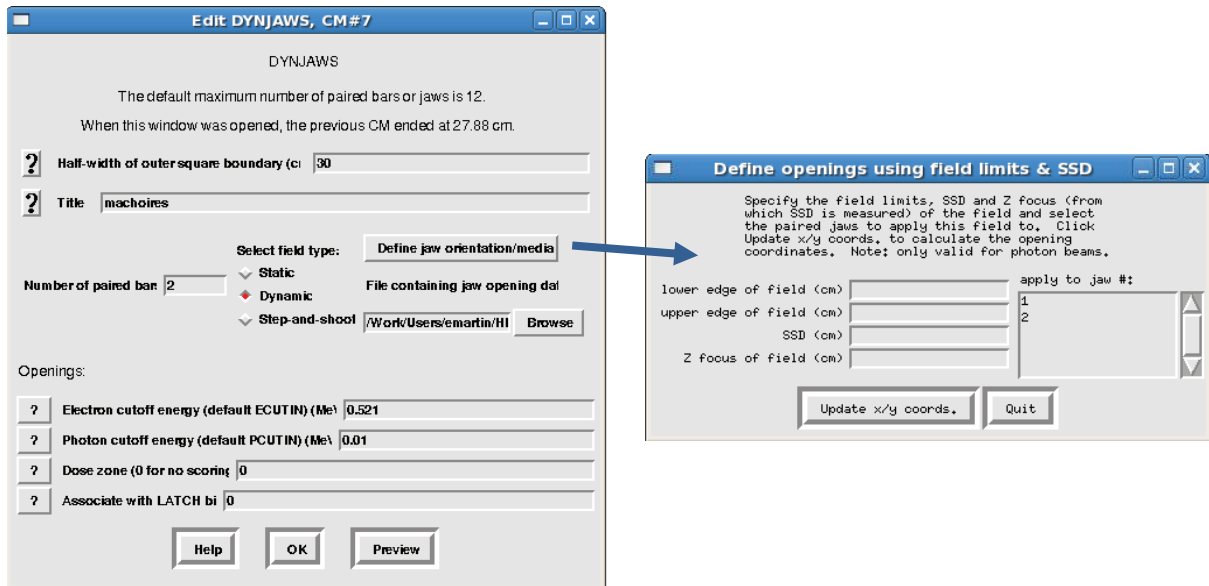 Edit DYNJAWS, CM#7
DYNJAWS
The default maximum number of paired bars or jaws is 12.
When this window was opened, the previous CM ended at 27.88 cm.
? Half-width of outer square boundary (c 30
? Title machoires
Select field type: Define jaw orientation/media
Static
Number of paired bar 2 Dynamic File containing jaw opening dat
Step-and-shoot /Work/Users/emartin/HI Browse
Openings:
? Electron cutoff energy (default ECUTIN) (Me 0.521
? Photon cutoff energy (default PCUTIN) (Me 0.01
? Dose zone (0 for no scoring 0
? Associate with LATCH bi 0
Help OK Preview
Define openings using field limits & SSD
Specify the field limits, SSD and Z focus (from
which SSD is measured) of the field and select
the paired jaws to apply this field to. Click
Update x/y coords. to calculate the opening
coordinates. Note: only valid for photon beams.
apply to jaw #:
lower edge of field (cm) 1
upper edge of field (cm) 2
SSD (cm)
Z focus of field (cm)
Update x/y coords. Quit